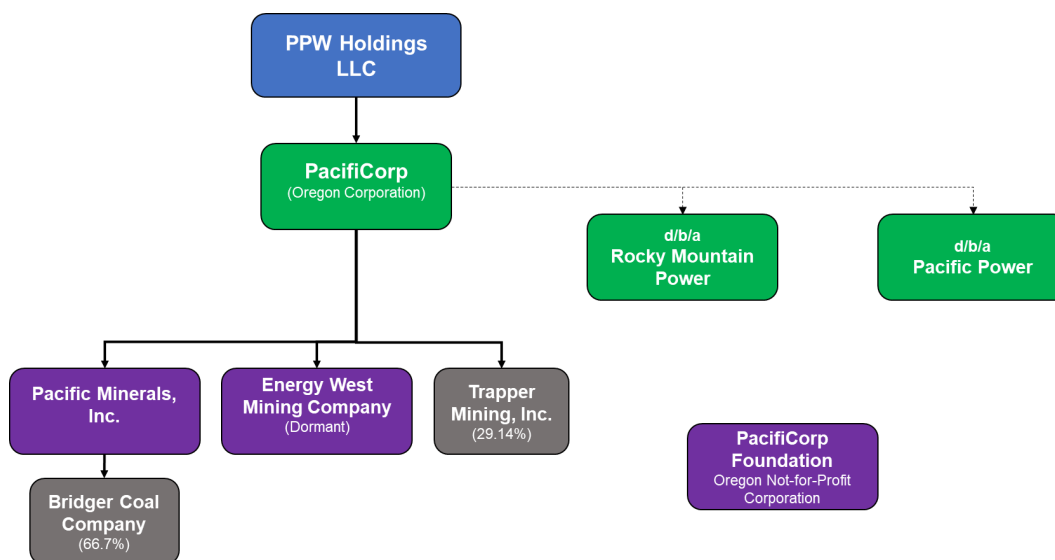 PPW Holdings
LLC
PacifiCorp
(Oregon Corporation)
d/b/a
Rocky Mountain
Power
d/b/a
Pacific Power
Pacific Minerals,
Inc.
Energy West
Mining Company
(Dormant)
Trapper
Mining, Inc.
(29.14%)
PacifiCorp
Foundation
Oregon Not-for-Profit
Corporation
Bridger Coal
Company
(66.7%)